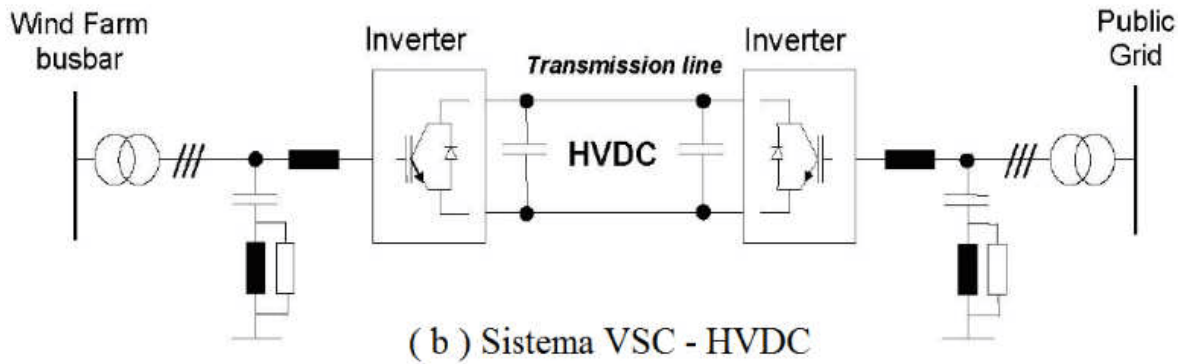 Wind Farm
busbar
Inverter
Transmission line
HVDC
Inverter
Public
Grid
( b ) Sistema VSC - HVDC